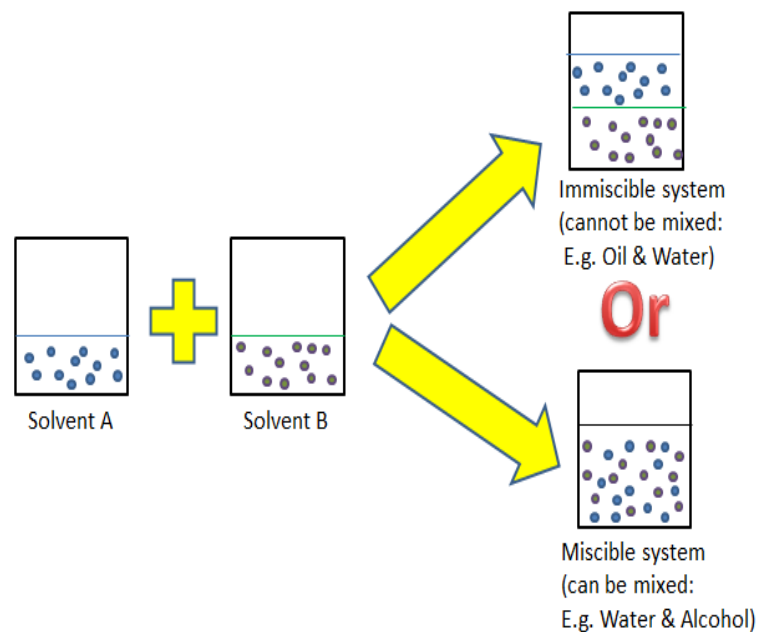 Solvent A
Solvent B
Immiscible system
(cannot be mixed:
E.g. Oil & Water)
Or
Miscible system
(can be mixed:
E.g. Water & Alcohol)